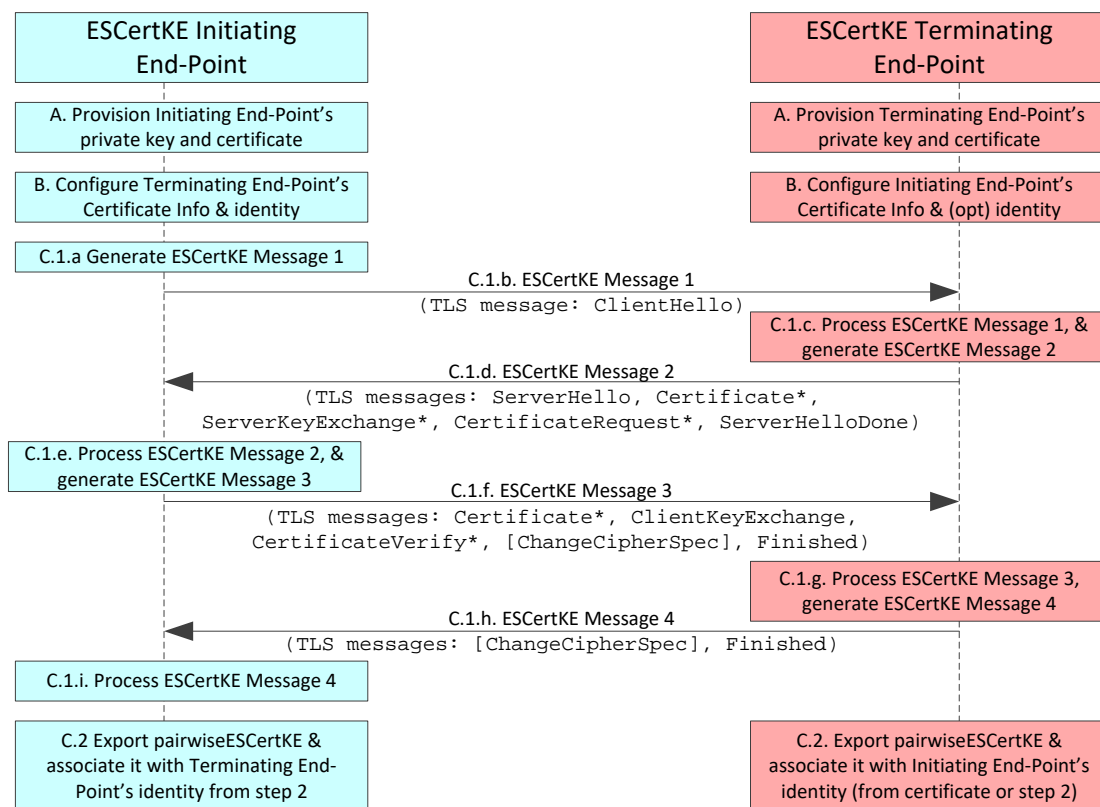 ESCertKE Initiating
End-Point
ESCertKE Terminating
End-Point
A. Provision Initiating End-Point's
private key and certificate
A. Provision Terminating End-Point's
private key and certificate
B. Configure Terminating End-Point's
Certificate Info & identity
B. Configure Initiating End-Point's
Certificate Info & (opt) identity
C.1.a Generate ESCertKE Message 1
C.1.b. ESCertKE Message 1
(TLS message: ClientHello)
C.1.c. Process ESCertKE Message 1, &
generate ESCertKE Message 2
C.1.d. ESCertKE Message 2
(TLS messages: ServerHello, Certificate*,
ServerKeyExchange*, CertificateRequest*, ServerHelloDone)
C.1.e. Process ESCertKE Message 2, &
generate ESCertKE Message 3
C.1.f. ESCertKE Message 3
(TLS messages: Certificate*, ClientKeyExchange,
CertificateVerify*, [ChangeCipherSpec], Finished)
C.1.g. Process ESCertKE Message 3,
generate ESCertKE Message 4
C.1.h. ESCertKE Message 4
(TLS messages: [ChangeCipherSpec], Finished)
C.1.i. Process ESCertKE Message 4
C.2 Export pairwiseESCertKE &
associate it with Terminating End-
Point's identity from step 2
C.2. Export pairwiseESCertKE &
associate it with Initiating End-Point's
identity (from certificate or step 2)